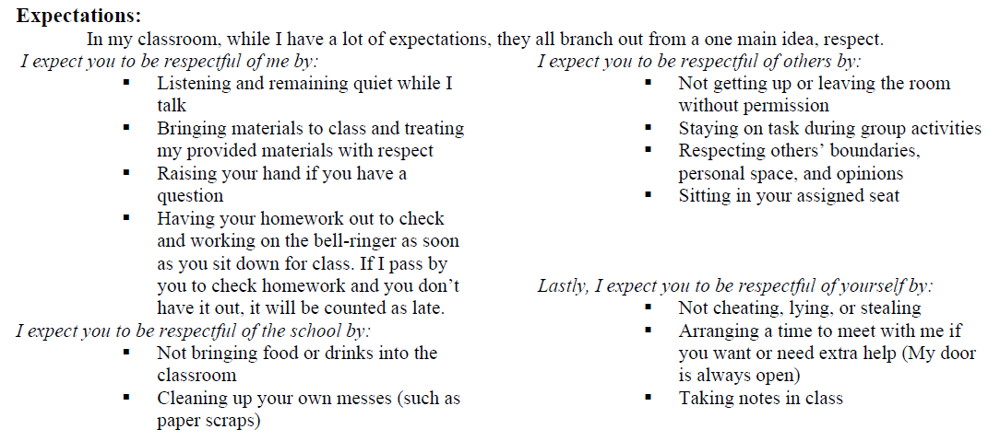 Expectations:
In my classroom, while I have a lot of expectations, they all branch out from a one main idea, respect.
I expect you to be respectful of me by:
▪ Listening and remaining quiet while I
talk
▪ Bringing materials to class and treating
my provided materials with respect
▪ Raising your hand if you have a
question
▪ Having your homework out to check
and working on the bell-ringer as soon
as you sit down for class. If I pass by
you to check homework and you don’t
have it out, it will be counted as late.
I expect you to be respectful of the school by:
▪ Not bringing food or drinks into the
classroom
▪ Cleaning up your own messes (such as
paper scraps)
I expect you to be respectful of others by:
▪ Not getting up or leaving the room
without permission
▪ Staying on task during group activities
▪ Respecting others’ boundaries,
personal space, and opinions
▪ Sitting in your assigned seat
Lastly, I expect you to be respectful of yourself by:
▪ Not cheating, lying, or stealing
▪ Arranging a time to meet with me if
you want or need extra help (My door
is always open)
▪ Taking notes in class